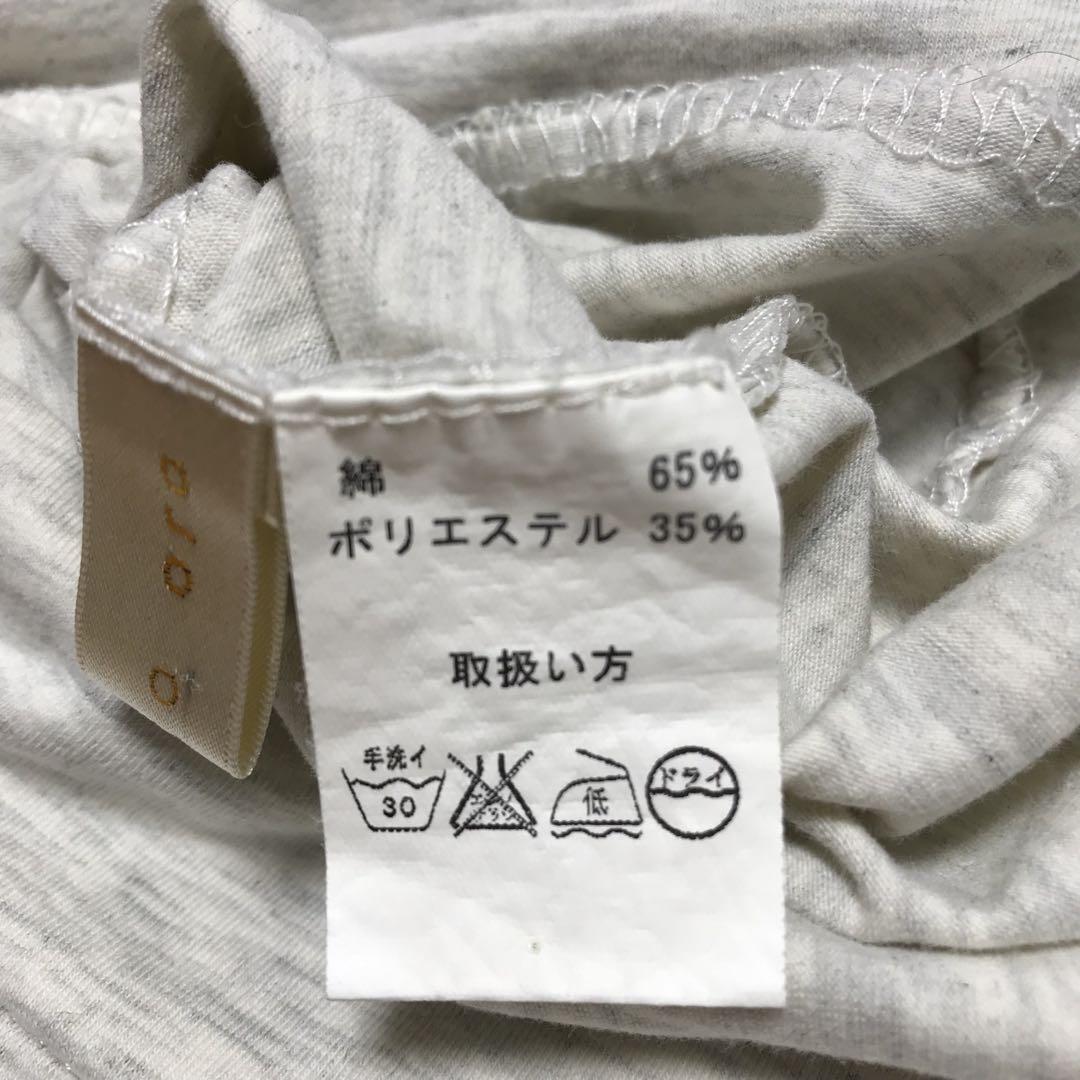 綿 65%
ポリエステル 35%
取扱い方
手洗イ
30
低
ドライ